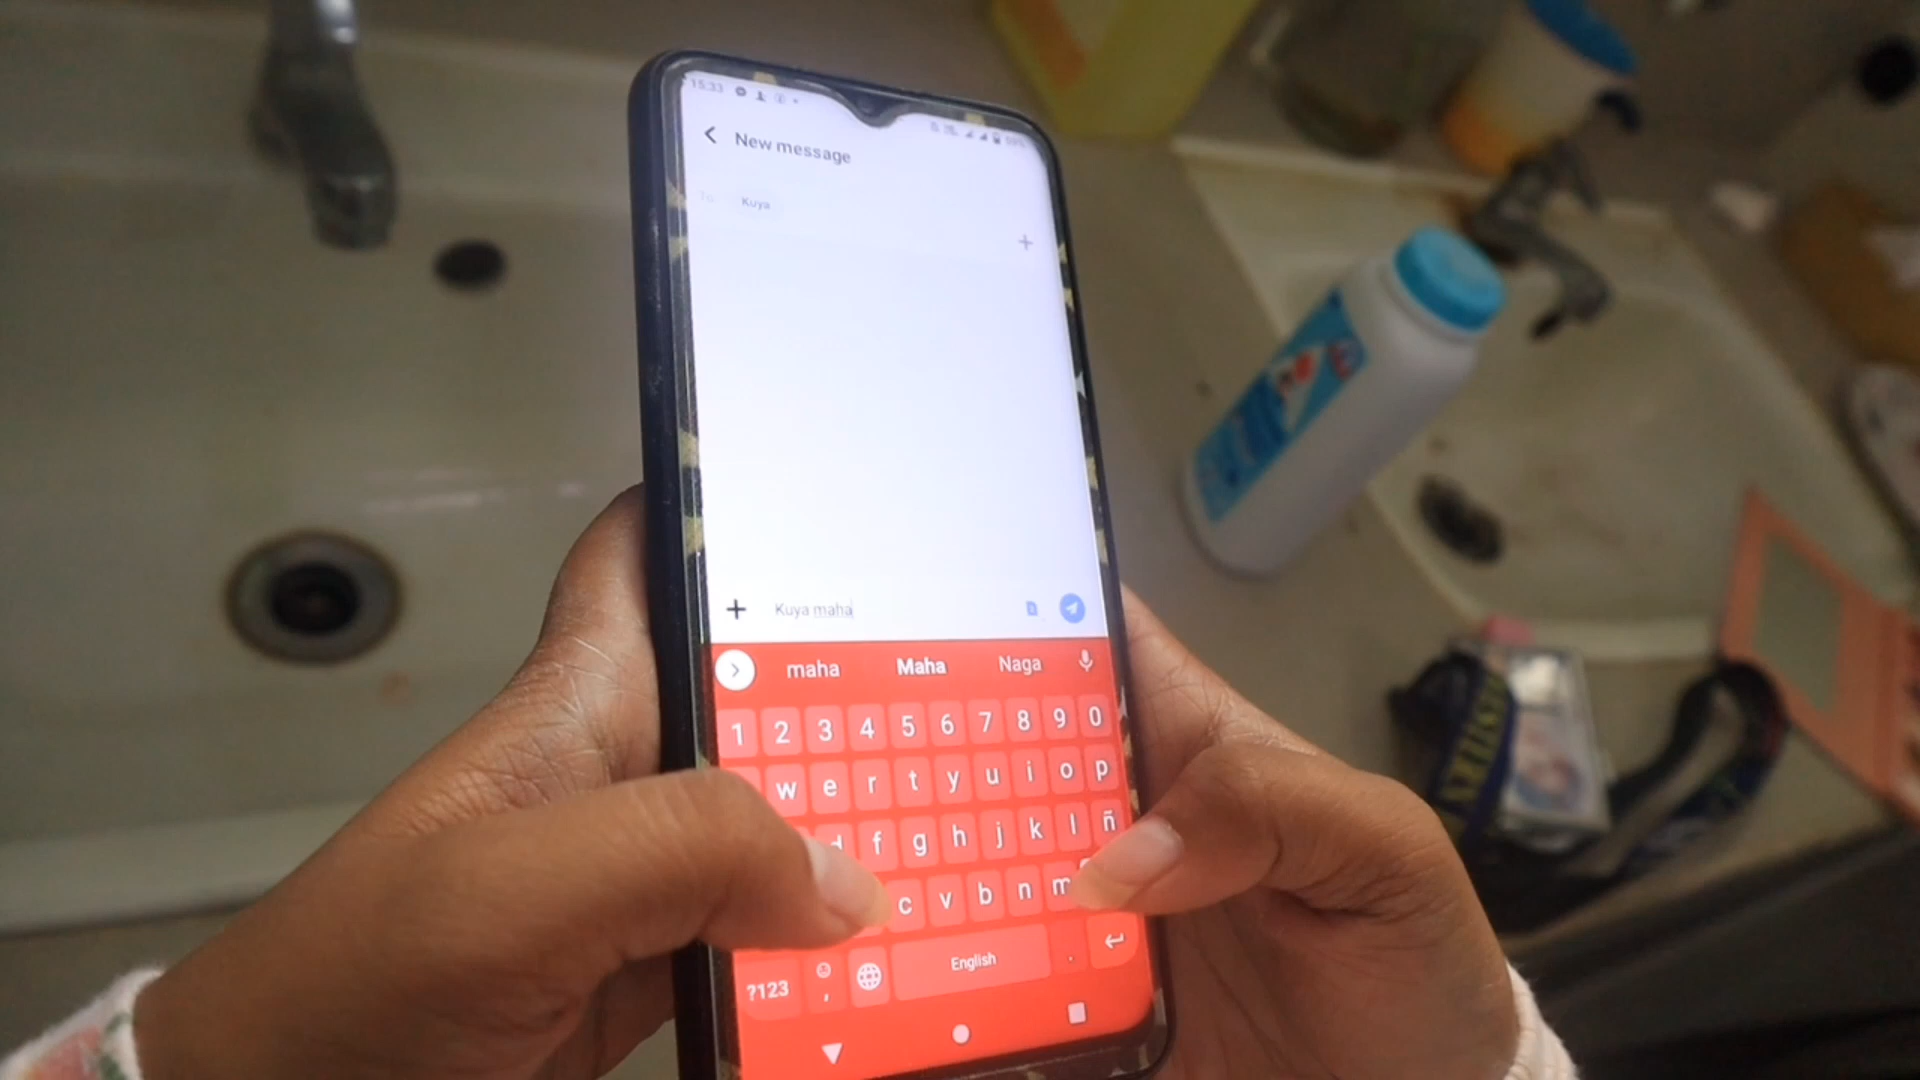 15:33
New message
To
Kuya
Kuya maha
maha Maha Naga
1 2 3 4 5 6 7 8 9 0
w e r t y u i o p
d f g h j k l ñ
c v b n m
?123 , English .